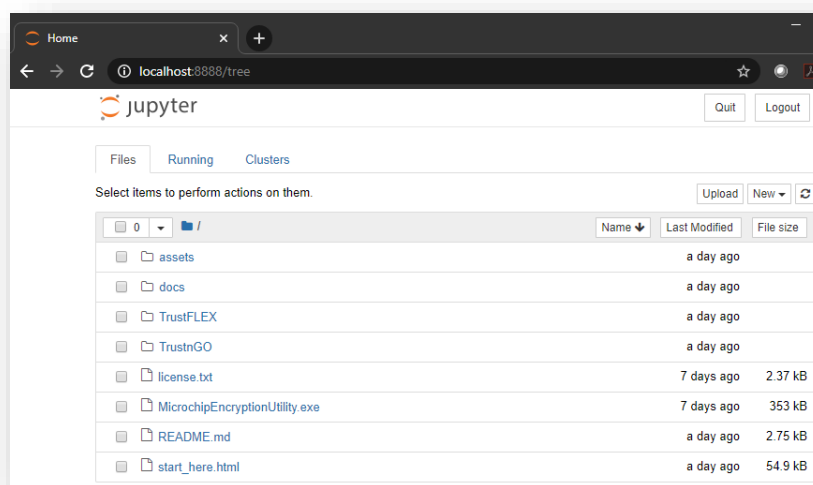 Home
localhost:8888/tree
jupyter
Quit Logout
Files Running Clusters
Select items to perform actions on them.
Upload New
0 / Name Last Modified File size
assets a day ago
docs a day ago
TrustFLEX a day ago
TrustnGO a day ago
license.txt 7 days ago 2.37 kB
MicrochipEncryptionUtility.exe 7 days ago 353 kB
README.md a day ago 2.75 kB
start_here.html a day ago 54.9 kB